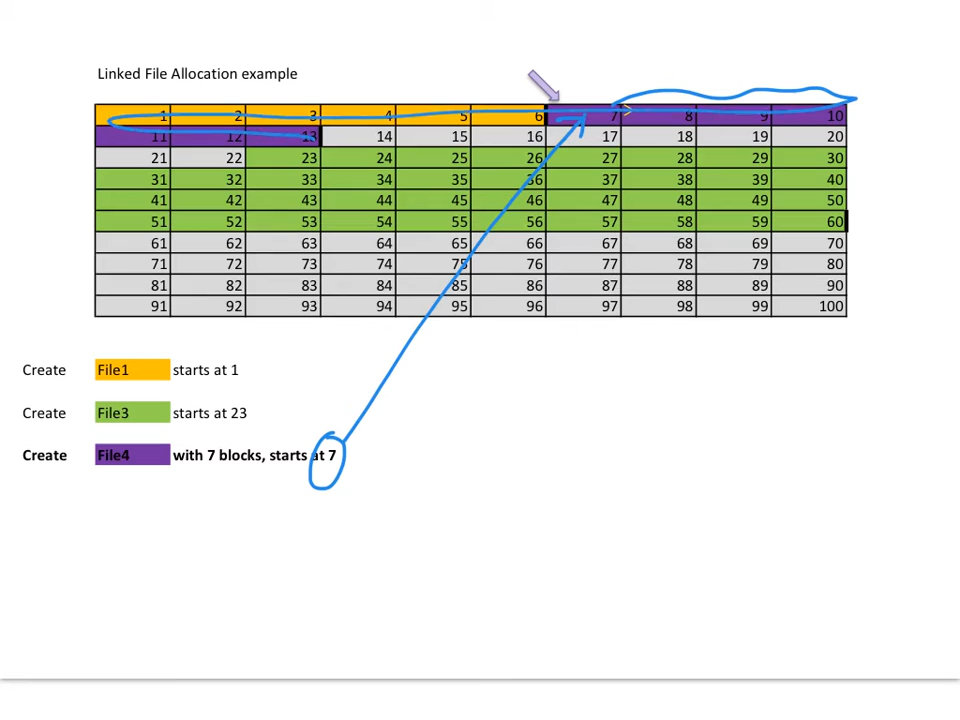 Linked File Allocation example
1 2 3 4 5 6 7 8 9 10
11 12 13 14 15 16 17 18 19 20
21 22 23 24 25 26 27 28 29 30
31 32 33 34 35 36 37 38 39 40
41 42 43 44 45 46 47 48 49 50
51 52 53 54 55 56 57 58 59 60
61 62 63 64 65 66 67 68 69 70
71 72 73 74 75 76 77 78 79 80
81 82 83 84 85 86 87 88 89 90
91 92 93 94 95 96 97 98 99 100
Create File1 starts at 1
Create File3 starts at 23
Create File4 with 7 blocks, starts at 7